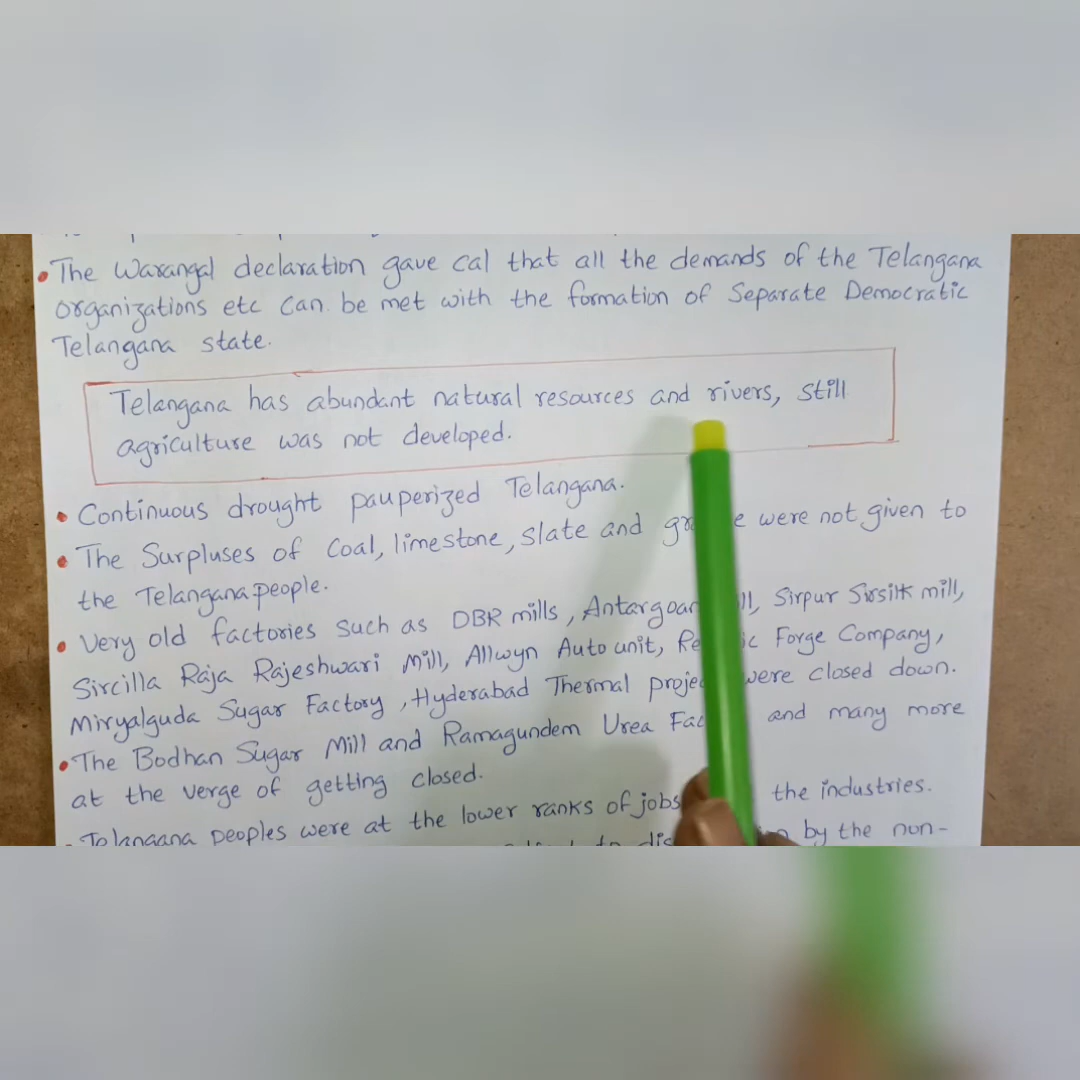 • The Warangal declaration gave cal that all the demands of the Telangana
organizations etc can be met with the formation of Separate Democratic
Telangana state.
Telangana has abundant natural resources and rivers, still
agriculture was not developed.
• Continuous drought pauperized Telangana.
• The Surpluses of Coal, limestone, Slate and were not given to
the Telangana people.
• Very old factories such as DBR mills, Antargoan Sirpur Sirsilk mill,
Sircilla Raja Rajeshwari Mill, Allwyn Auto unit, Forge Company,
Miryalguda Sugar Factory, Hyderabad Thermal were closed down.
• The Bodhan Sugar Mill and Ramagundem Urea and many more
at the verge of getting closed.
• Telangana peoples were at the lower ranks of jobs the industries.
by the non-